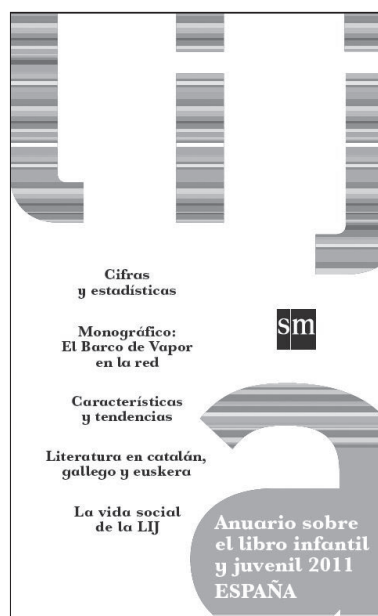 lij
Cifras
y estadísticas
Monográfico:
El Barco de Vapor
en la red
Características
y tendencias
Literatura en catalán,
gallego y euskera
La vida social
de la LIJ
sm
a
Anuario sobre
el libro infantil
y juvenil 2011
ESPAÑA